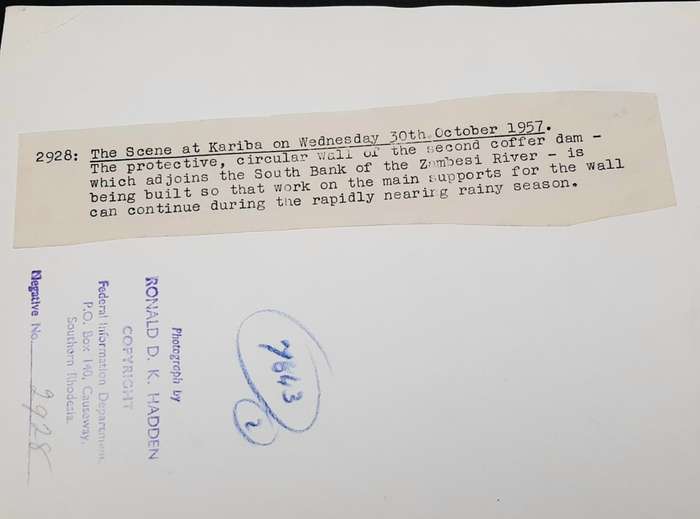 2928: The Scene at Kariba on Wednesday 30th October 1957.
The protective, circular wall of the second coffer dam -
which adjoins the South Bank of the Zambesi River - is
being built so that work on the main supports for the wall
can continue during the rapidly nearing rainy season.
Photograph by
RONALD D. K. HADDEN
COPYRIGHT
Federal Information Department,
P.O. Box 140, Causeway,
Southern Rhodesia.
Negative No. 2928
7643
2